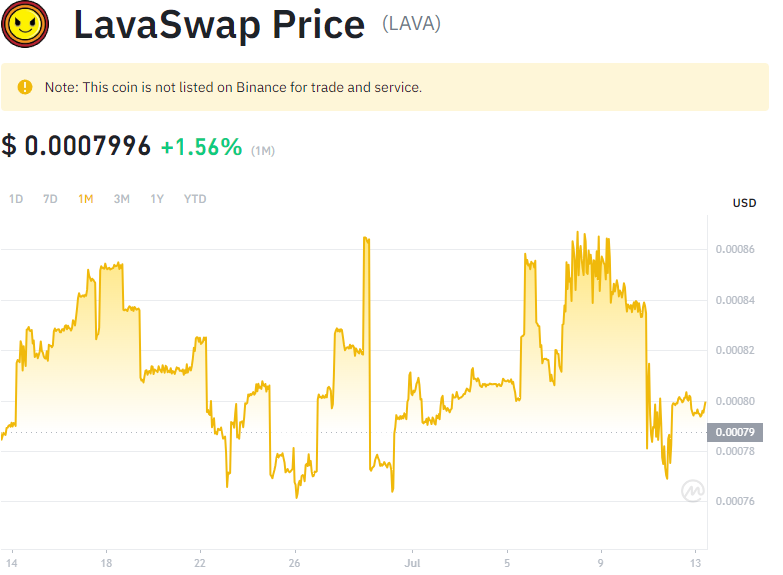 LavaSwap Price (LAVA)
Note: This coin is not listed on Binance for trade and service.
$ 0.0007996 +1.56% (1M)
1D 7D 1M 3M 1Y YTD
USD
0.00086
0.00084
0.00082
0.00080
0.00079
0.00078
0.00076
14 18 22 26 Jul 5 9 13